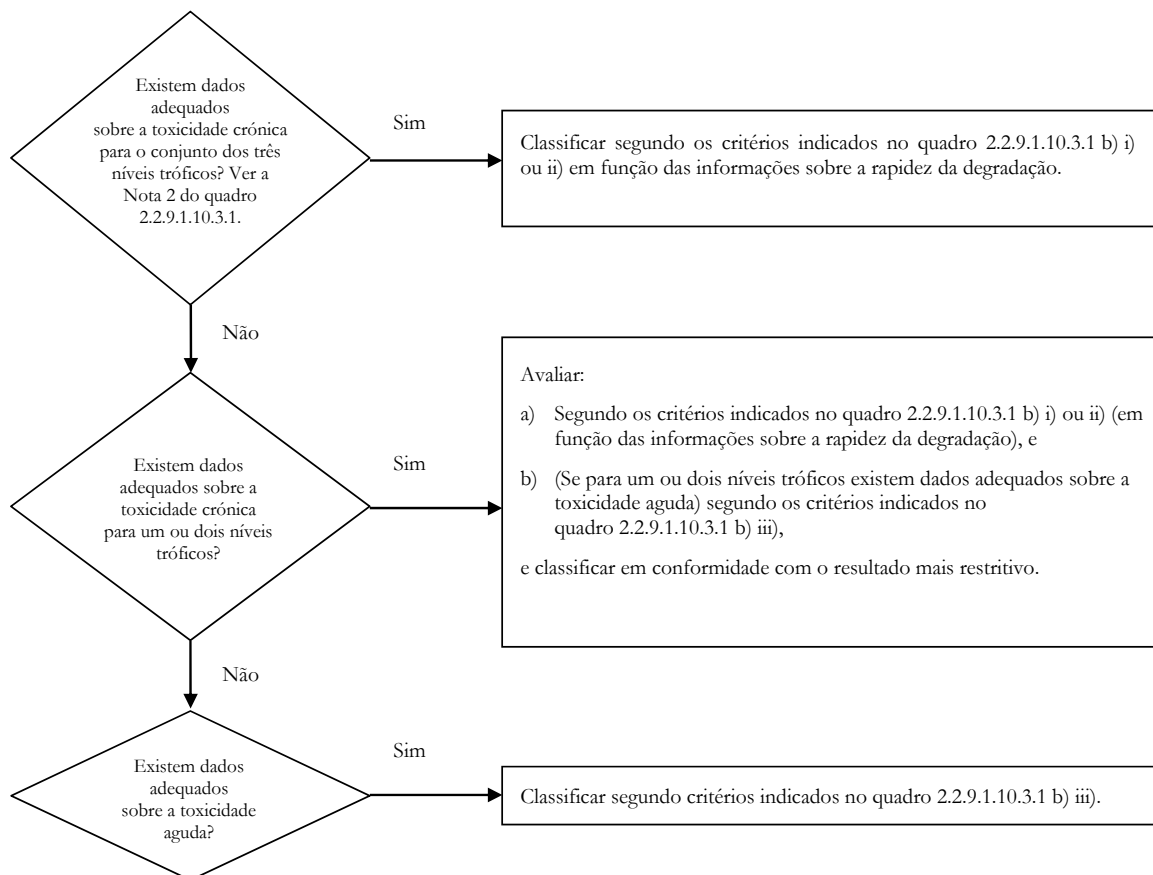 Existem dados
adequados
sobre a toxicidade crónica
para o conjunto dos três
níveis tróficos? Ver a
Nota 2 do quadro
2.2.9.1.10.3.1.
Sim
Classificar segundo os critérios indicados no quadro 2.2.9.1.10.3.1 b) i)
ou ii) em função das informações sobre a rapidez da degradação.
Não
Existem dados
adequados sobre a
toxicidade crónica
para um ou dois níveis
tróficos?
Sim
Avaliar:
a) Segundo os critérios indicados no quadro 2.2.9.1.10.3.1 b) i) ou ii) (em
função das informações sobre a rapidez da degradação), e
b) (Se para um ou dois níveis tróficos existem dados adequados sobre a
toxicidade aguda) segundo os critérios indicados no
quadro 2.2.9.1.10.3.1 b) iii),
e classificar em conformidade com o resultado mais restritivo.
Não
Existem dados
adequados
sobre a toxicidade
aguda?
Sim
Classificar segundo critérios indicados no quadro 2.2.9.1.10.3.1 b) iii).